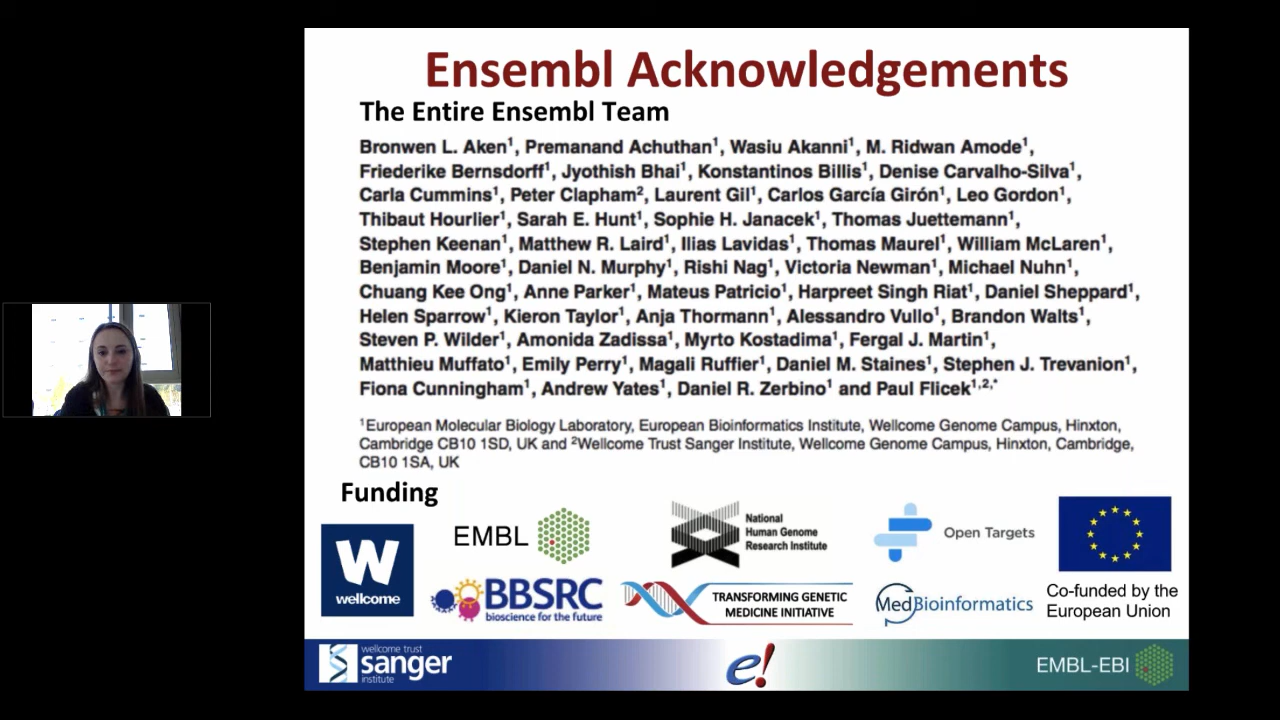 Ensembl Acknowledgements
The Entire Ensembl Team
Bronwen L. Aken¹, Premanand Achuthan¹, Wasiu Akanni¹, M. Ridwan Amode¹,
Friederike Bernsdorff¹, Jyothish Bhai¹, Konstantinos Billis¹, Denise Carvalho-Silva¹,
Carla Cummins¹, Peter Clapham², Laurent Gil¹, Carlos García Girón¹, Leo Gordon¹,
Thibaut Hourlier¹, Sarah E. Hunt¹, Sophie H. Janacek¹, Thomas Juettemann¹,
Stephen Keenan¹, Matthew R. Laird¹, Ilias Lavidas¹, Thomas Maurel¹, William McLaren¹,
Benjamin Moore¹, Daniel N. Murphy¹, Rishi Nag¹, Victoria Newman¹, Michael Nuhn¹,
Chuang Kee Ong¹, Anne Parker¹, Mateus Patricio¹, Harpreet Singh Riat¹, Daniel Sheppard¹,
Helen Sparrow¹, Kieron Taylor¹, Anja Thormann¹, Alessandro Vullo¹, Brandon Walts¹,
Steven P. Wilder¹, Amonida Zadissa¹, Myrto Kostadima¹, Fergal J. Martin¹,
Matthieu Muffato¹, Emily Perry¹, Magali Ruffier¹, Daniel M. Staines¹, Stephen J. Trevanion¹,
Fiona Cunningham¹, Andrew Yates¹, Daniel R. Zerbino¹ and Paul Flicek¹,²,*
¹European Molecular Biology Laboratory, European Bioinformatics Institute, Wellcome Genome Campus, Hinxton,
Cambridge CB10 1SD, UK and ²Wellcome Trust Sanger Institute, Wellcome Genome Campus, Hinxton, Cambridge,
CB10 1SA, UK
Funding
W
wellcome
EMBL
National
Human Genome
Research Institute
Open Targets
BBSRC
bioscience for the future
TRANSFORMING GENETIC
MEDICINE INITIATIVE
MedBioinformatics
Co-funded by the
European Union
wellcome trust
sanger
institute
e!
EMBL-EBI